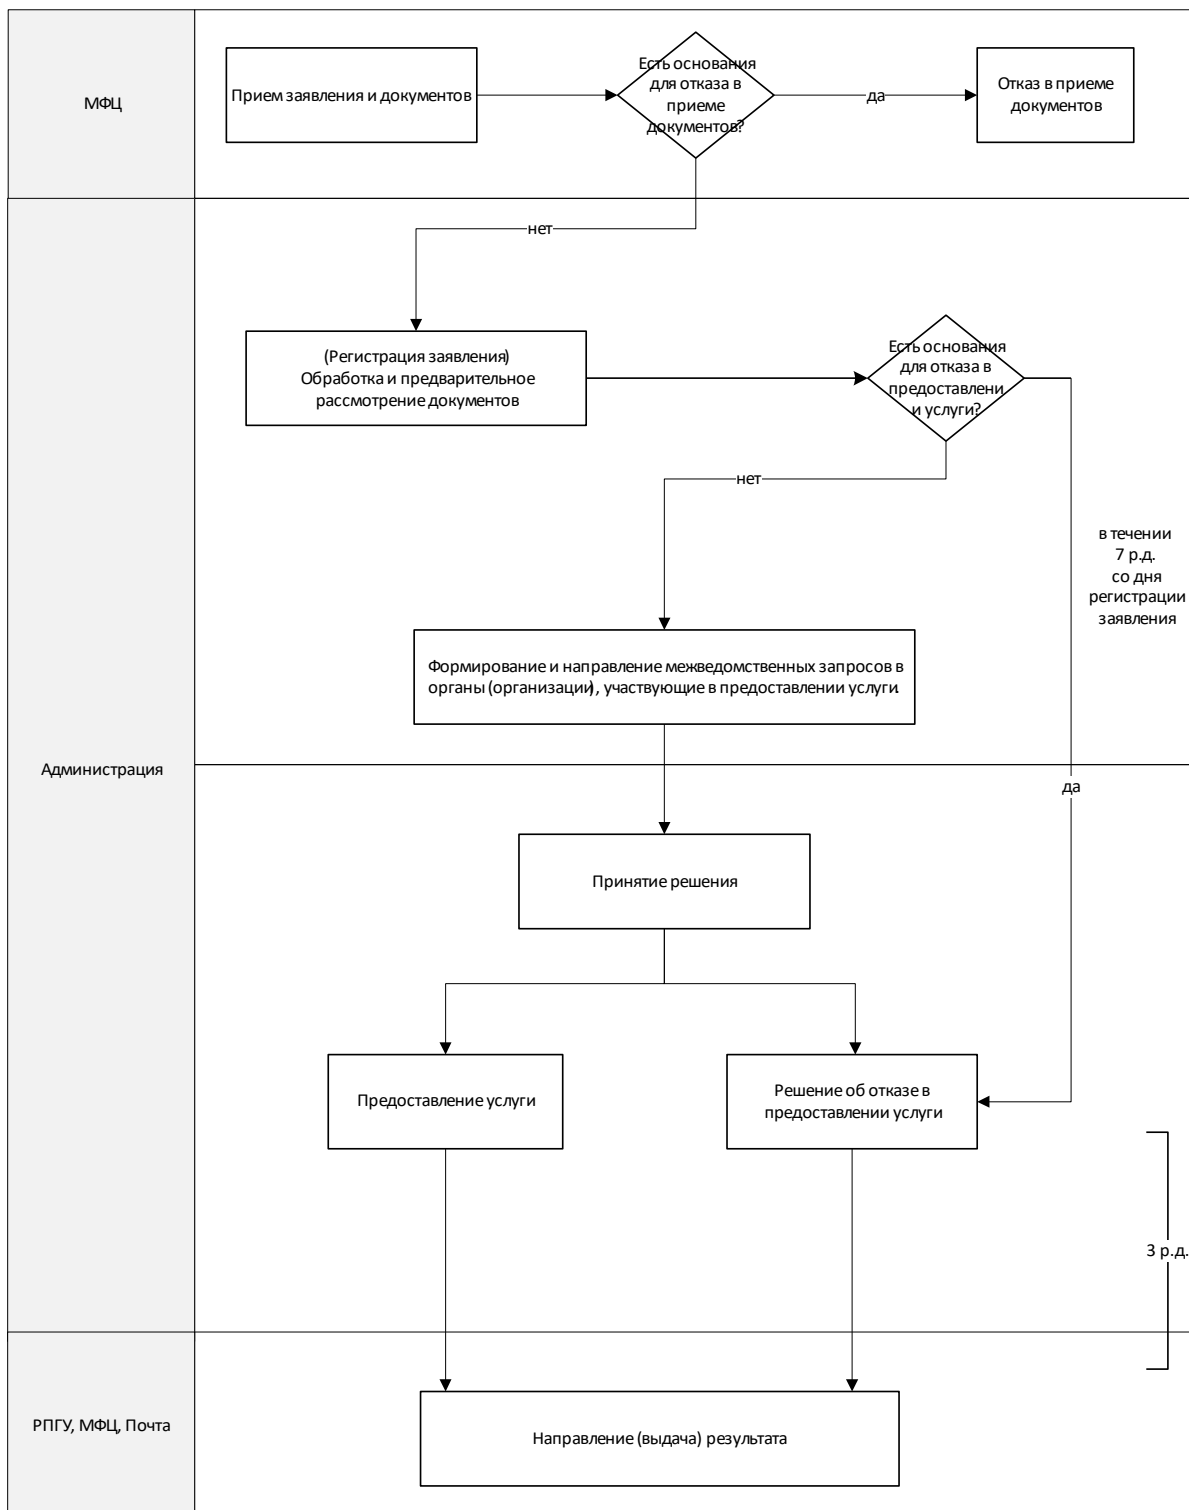 МФЦ
Прием заявления и документов
Есть основания
для отказа в
приеме
документов?
да
Отказ в приеме
документов
нет
(Регистрация заявления)
Обработка и предварительное
рассмотрение документов
Есть основания
для отказа в
предоставлени
и услуги?
нет
в течении
7 р.д.
со дня
регистрации
заявления
Формирование и направление межведомственных запросов в
органы (организации), участвующие в предоставлении услуги.
Администрация
да
Принятие решения
Предоставление услуги
Решение об отказе в
предоставлении услуги
3 р.д.
РПГУ, МФЦ, Почта
Направление (выдача) результата